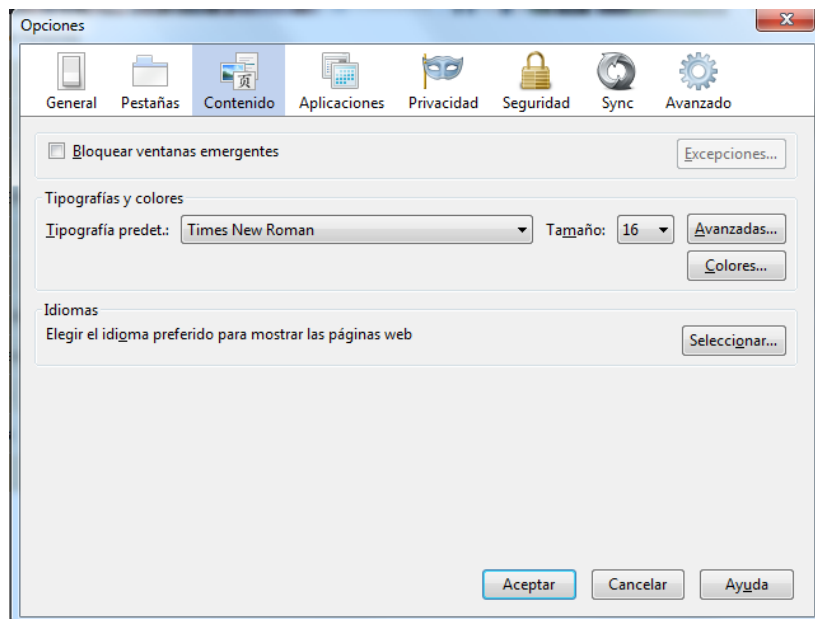 Opciones
General Pestañas Contenido Aplicaciones Privacidad Seguridad Sync Avanzado
Bloquear ventanas emergentes Excepciones...
Tipografías y colores
Tipografía predet.: Times New Roman Tamaño: 16 Avanzadas...
Colores...
Idiomas
Elegir el idioma preferido para mostrar las páginas web
Seleccionar...
Aceptar Cancelar Ayuda